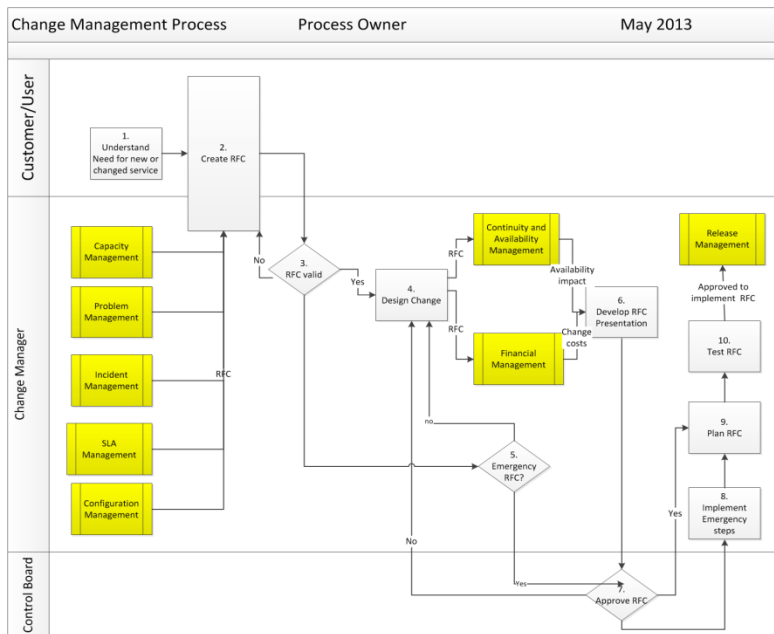 Change Management Process
Process Owner
May 2013
Customer/User
1.
Understand
Need for new or
changed service
2.
Create RFC
Change Manager
Capacity
Management
Problem
Management
Incident
Management
SLA
Management
Configuration
Management
RFC
No
3.
RFC valid
Yes
4.
Design Change
RFC
RFC
Continuity and
Availability
Management
Financial
Management
Availability
impact
Change
costs
6.
Develop RFC
Presentation
Release
Management
Approved to
implement RFC
10.
Test RFC
9.
Plan RFC
8.
Implement
Emergency
steps
no
5.
Emergency
RFC?
No
Yes
Control Board
Yes
7.
Approve RFC